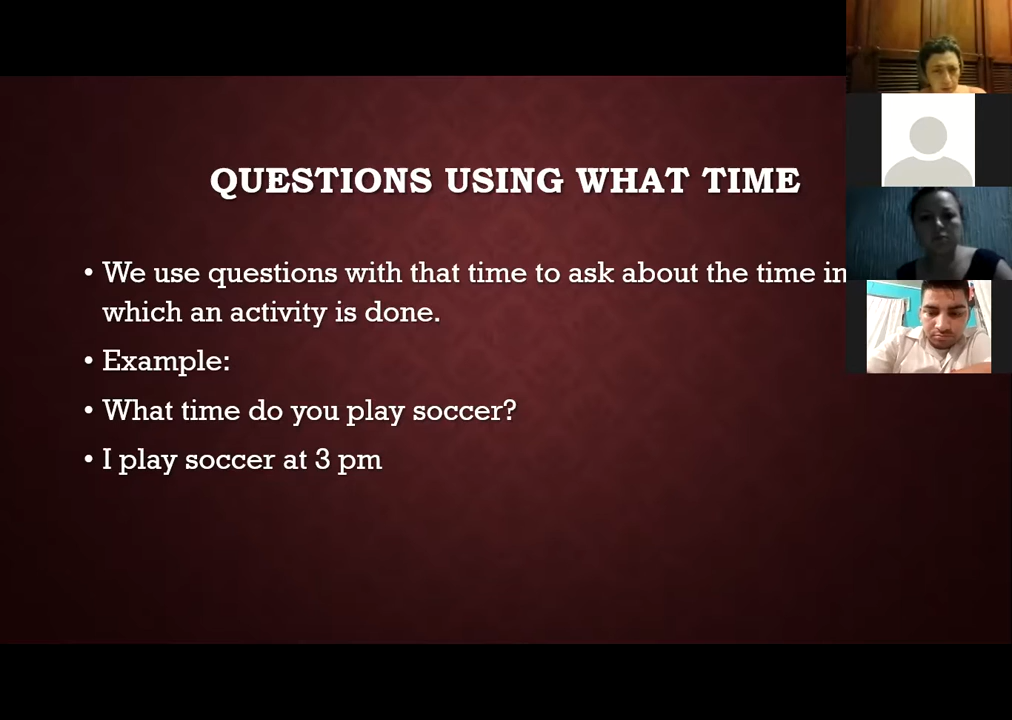 QUESTIONS USING WHAT TIME
• We use questions with that time to ask about the time in
which an activity is done.
• Example:
• What time do you play soccer?
• I play soccer at 3 pm